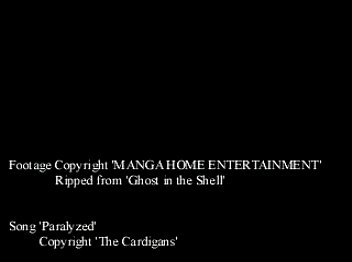 Footage Copyright 'MANGA HOME ENTERTAINMENT'
Ripped from 'Ghost in the Shell'
Song 'Paralyzed'
Copyright 'The Cardigans'